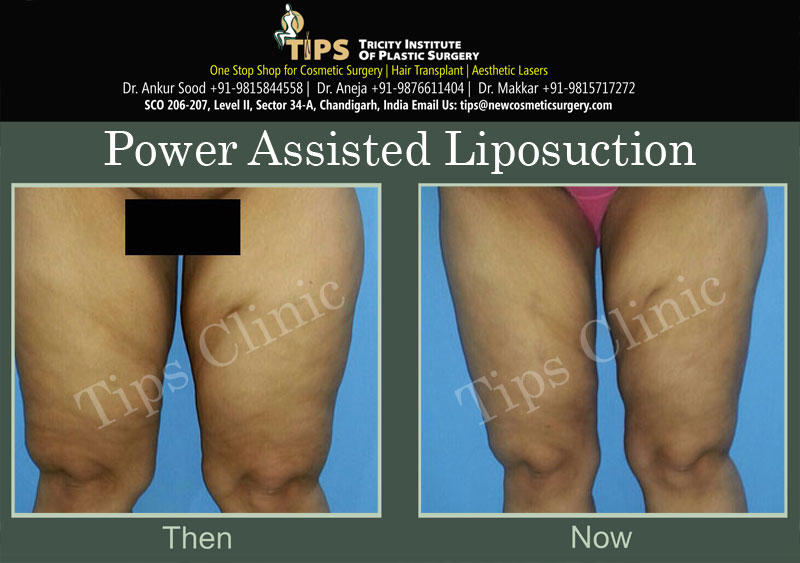 TIPS TRICITY INSTITUTE
OF PLASTIC SURGERY
One Stop Shop for Cosmetic Surgery | Hair Transplant | Aesthetic Lasers
Dr. Ankur Sood +91-9815844558 | Dr. Aneja +91-9876611404 | Dr. Makkar +91-9815717272
SCO 206-207, Level II, Sector 34-A, Chandigarh, India Email Us: tips@newcosmeticsurgery.com
Power Assisted Liposuction
Tips Clinic
Tips Clinic
Then
Now